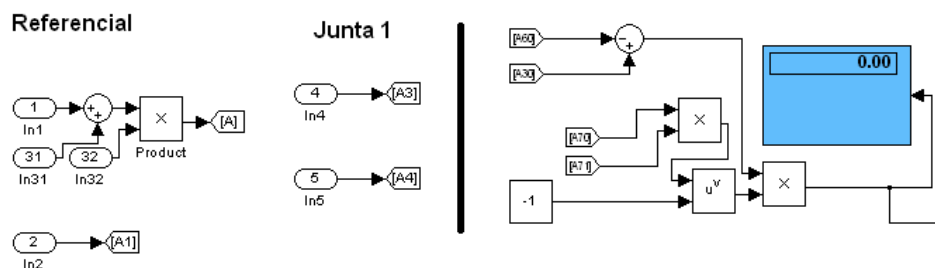 Referencial
Junta 1
1
In1
+
+
×
Product
[A]
31
In31
32
In32
2
In2
[A1]
4
In4
[A3]
5
In5
[A4]
[A60]
[A30]
−
+
0.00
[A70]
[A71]
×
-1
u^v
×